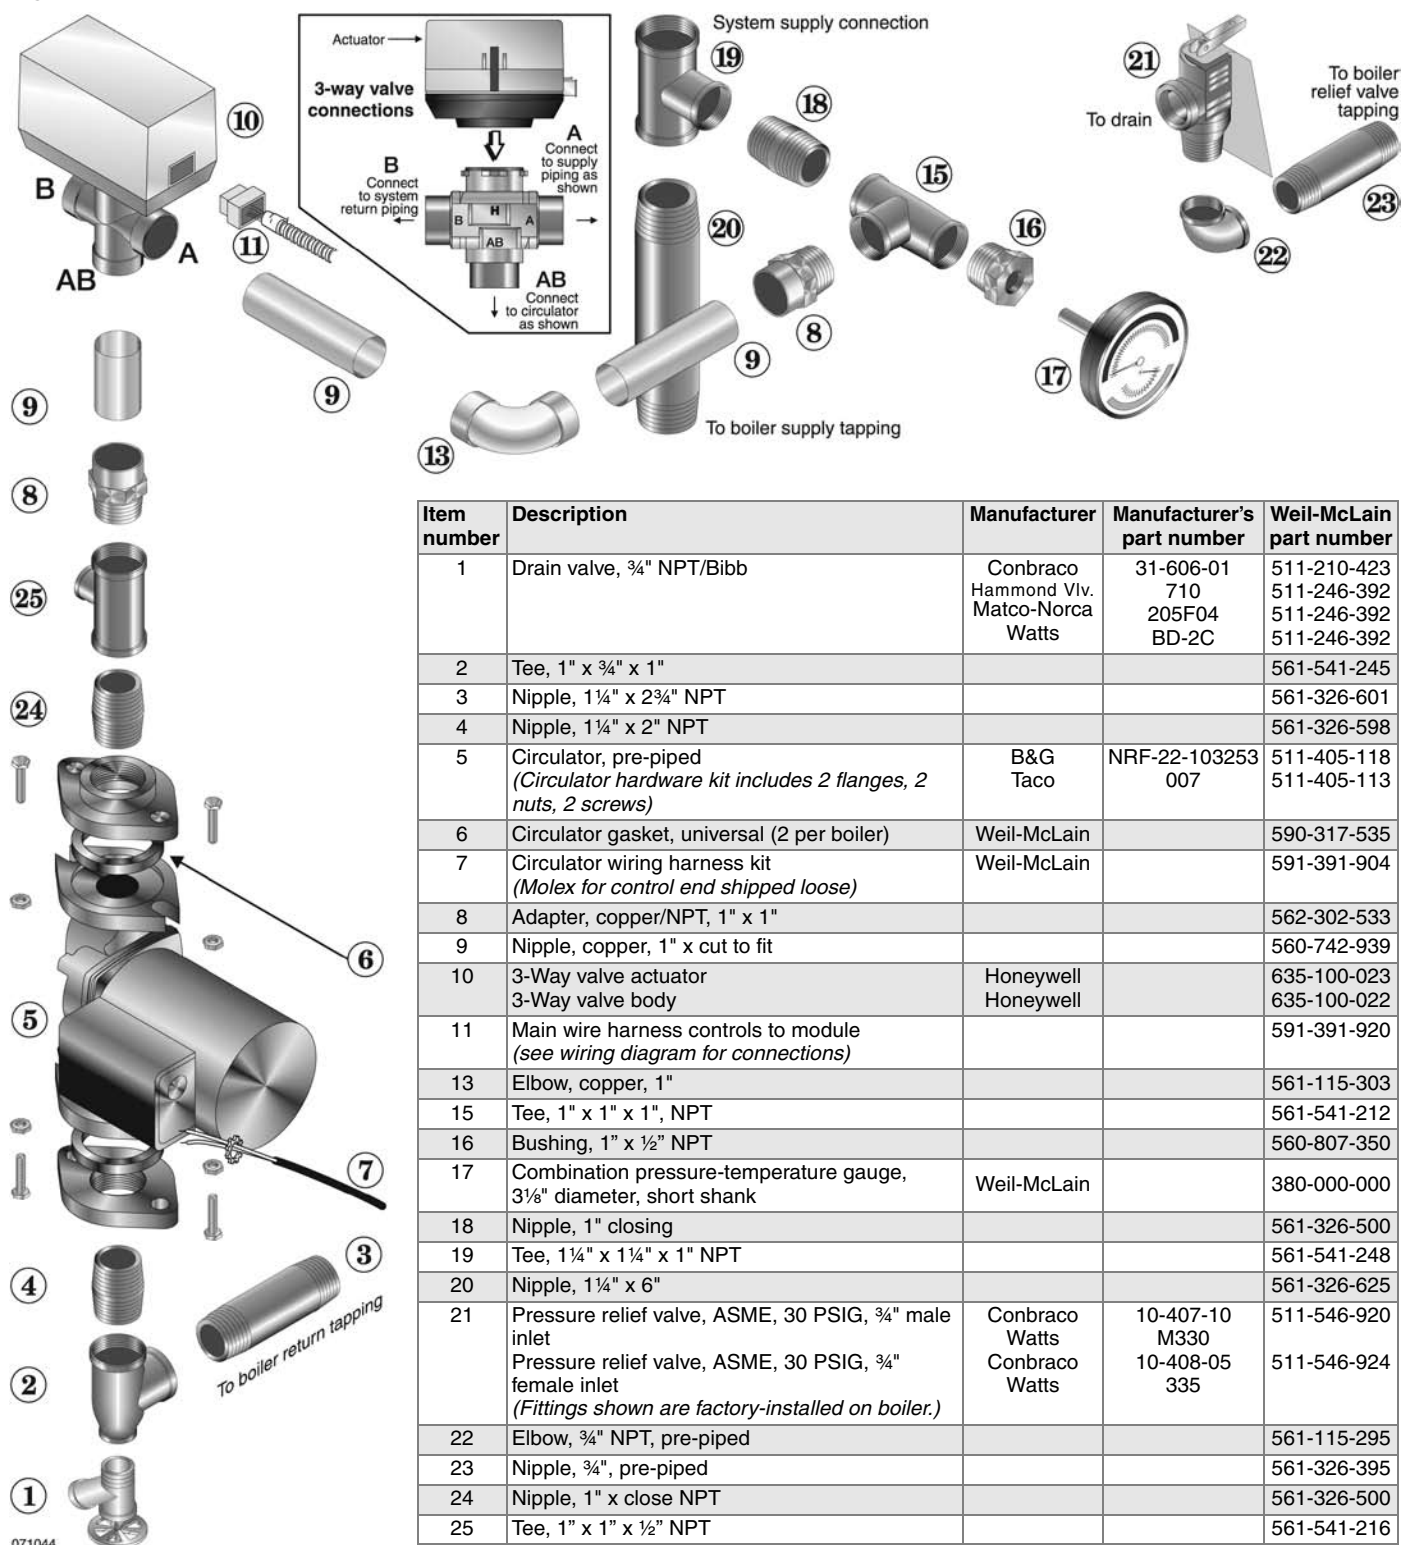 Actuator
3-way valve
connections
B
Connect
to system
return piping
A
Connect
to supply
piping as
shown
B
H
A
AB
AB
Connect
to circulator
as shown
System supply connection
19
18
15
16
17
20
8
9
13
To boiler supply tapping
21
To drain
To boiler
relief valve
tapping
23
22
10
B
A
AB
11
9
9
8
25
24
6
5
7
3
4
To boiler return tapping
2
1
071044
Item number | Description | Manufacturer | Manufacturer's part number | Weil-McLain part number
1 Drain valve, ¾" NPT/Bibb Conbraco 31-606-01 511-210-423
Hammond Vlv. 710 511-246-392
Matco-Norca 205F04 511-246-392
Watts BD-2C 511-246-392
2 Tee, 1" x ¾" x 1" 561-541-245
3 Nipple, 1¼" x 2¾" NPT 561-326-601
4 Nipple, 1¼" x 2" NPT 561-326-598
5 Circulator, pre-piped B&G NRF-22-103253 511-405-118
(Circulator hardware kit includes 2 flanges, 2 Taco 007 511-405-113
nuts, 2 screws)
6 Circulator gasket, universal (2 per boiler) Weil-McLain 590-317-535
7 Circulator wiring harness kit Weil-McLain 591-391-904
(Molex for control end shipped loose)
8 Adapter, copper/NPT, 1" x 1" 562-302-533
9 Nipple, copper, 1" x cut to fit 560-742-939
10 3-Way valve actuator Honeywell 635-100-023
3-Way valve body Honeywell 635-100-022
11 Main wire harness controls to module 591-391-920
(see wiring diagram for connections)
13 Elbow, copper, 1" 561-115-303
15 Tee, 1" x 1" x 1", NPT 561-541-212
16 Bushing, 1” x ½” NPT 560-807-350
17 Combination pressure-temperature gauge, Weil-McLain 380-000-000
3⅛" diameter, short shank
18 Nipple, 1" closing 561-326-500
19 Tee, 1¼" x 1¼" x 1" NPT 561-541-248
20 Nipple, 1¼" x 6" 561-326-625
21 Pressure relief valve, ASME, 30 PSIG, ¾" male Conbraco 10-407-10 511-546-920
inlet Watts M330
Pressure relief valve, ASME, 30 PSIG, ¾" Conbraco 10-408-05 511-546-924
female inlet Watts 335
(Fittings shown are factory-installed on boiler.)
22 Elbow, ¾" NPT, pre-piped 561-115-295
23 Nipple, ¾", pre-piped 561-326-395
24 Nipple, 1" x close NPT 561-326-500
25 Tee, 1” x 1” x ½” NPT 561-541-216